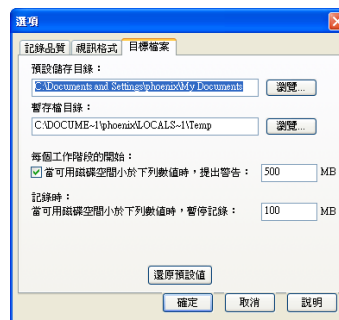 選項
記錄品質 視訊格式 目標檔案
預設儲存目錄：
C:\Documents and Settings\phoenix\My Documents 瀏覽...
暫存檔目錄：
C:\DOCUME~1\phoenix\LOCALS~1\Temp 瀏覽...
每個工作階段的開始：
當可用磁碟空間小於下列數值時，提出警告： 500 MB
記錄時：
當可用磁碟空間小於下列數值時，暫停記錄： 100 MB
還原預設值
確定 取消 說明